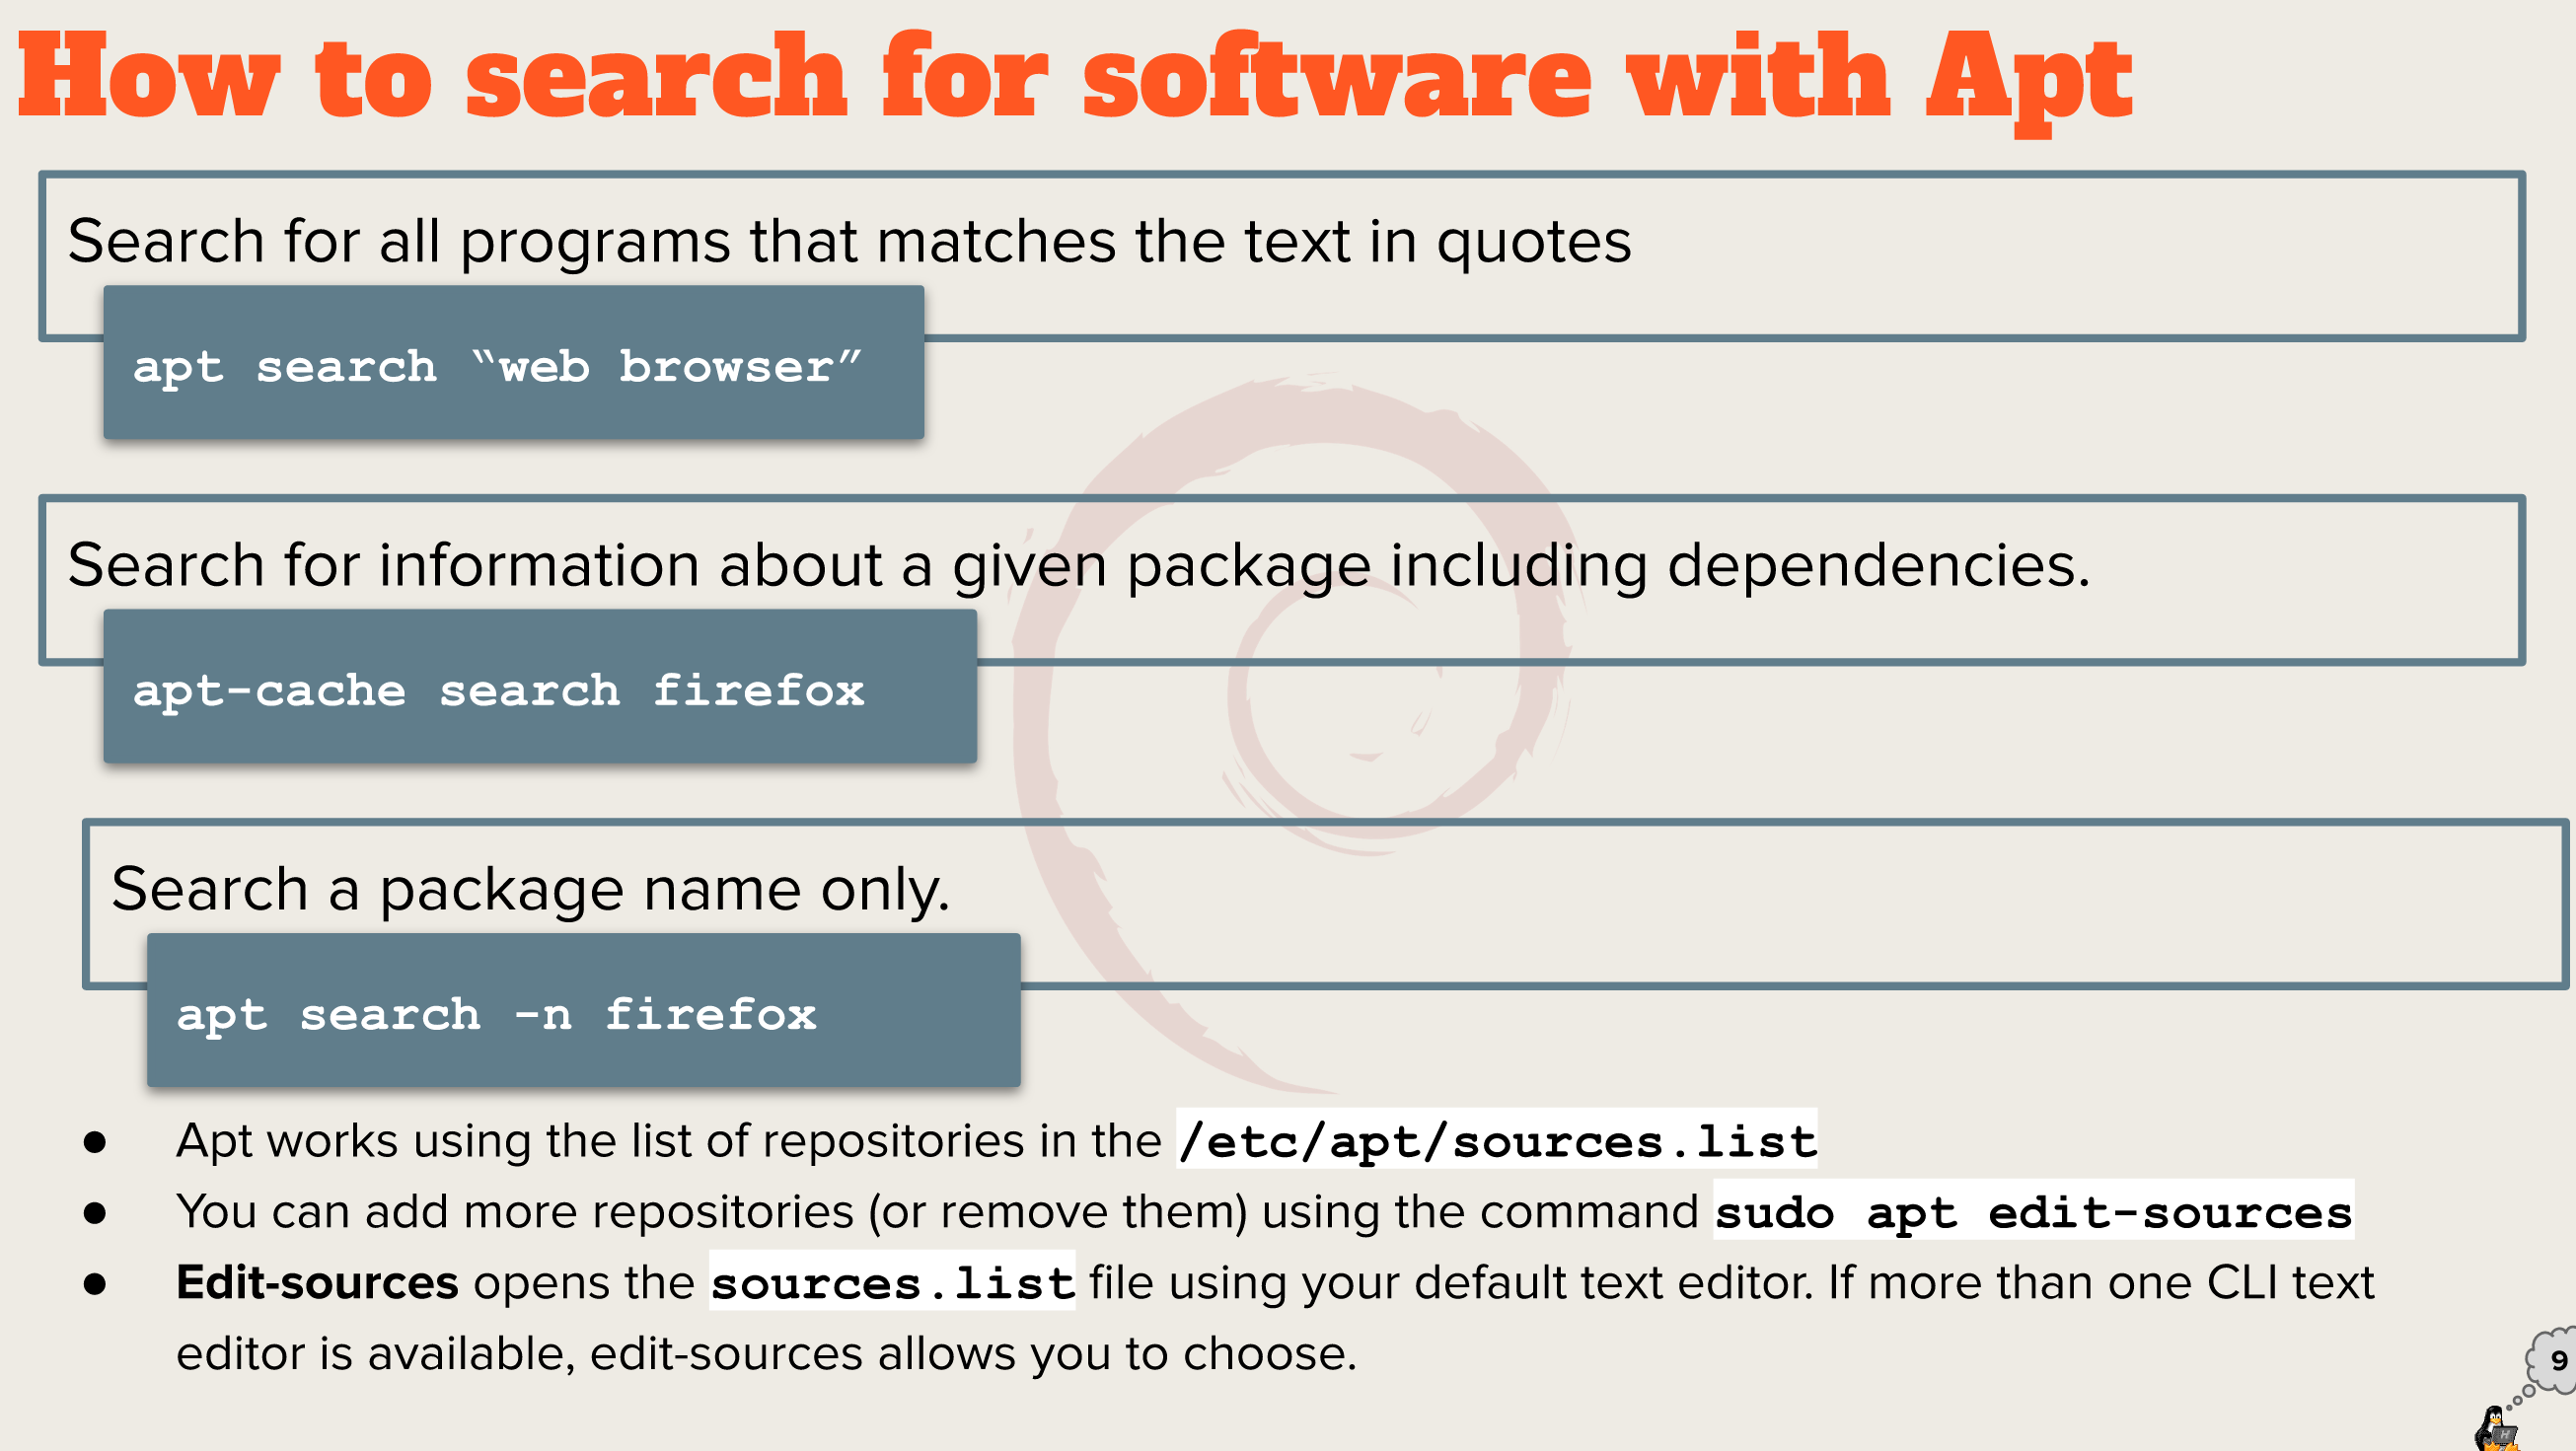 How to search for software with Apt
Search for all programs that matches the text in quotes
apt search “web browser”
Search for information about a given package including dependencies.
apt-cache search firefox
Search a package name only.
apt search -n firefox
● Apt works using the list of repositories in the /etc/apt/sources.list
● You can add more repositories (or remove them) using the command sudo apt edit-sources
● Edit-sources opens the sources.list file using your default text editor. If more than one CLI text
editor is available, edit-sources allows you to choose.
9